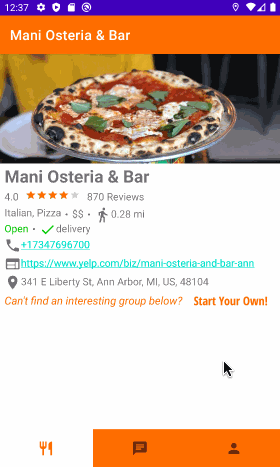 12:37
Mani Osteria & Bar
Mani Osteria & Bar
4.0 870 Reviews
Italian, Pizza • $$ • 0.28 mi
Open • delivery
+17347696700
https://www.yelp.com/biz/mani-osteria-and-bar-ann
341 E Liberty St, Ann Arbor, MI, US, 48104
Can't find an interesting group below? Start Your Own!